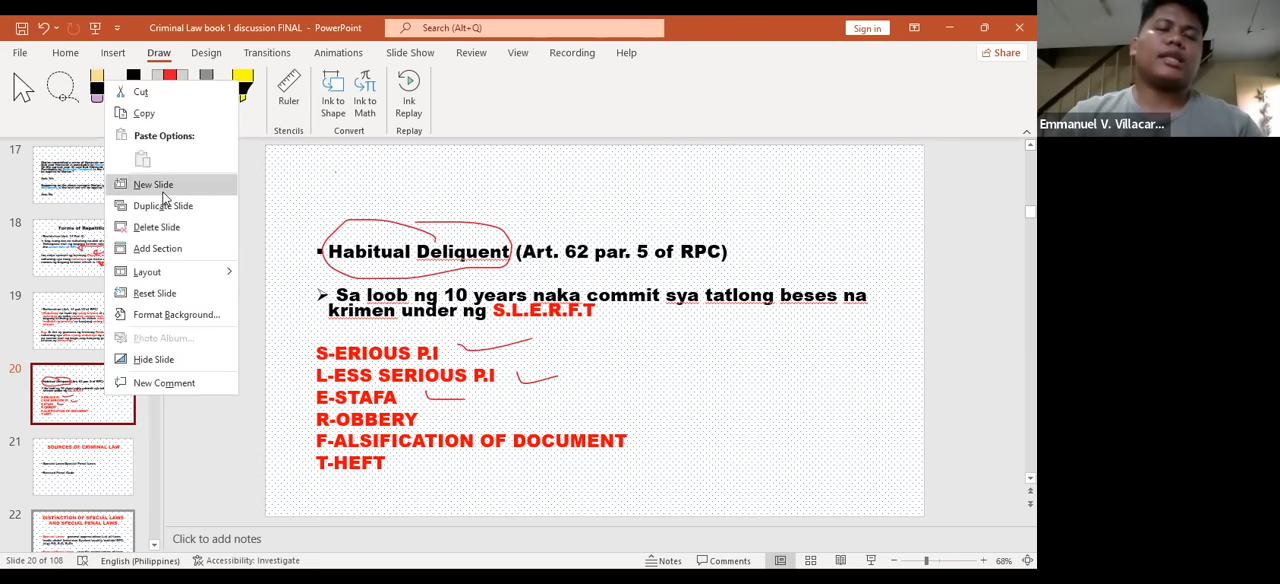 Criminal Law book 1 discussion FINAL - PowerPoint
Search (Alt+Q)
Sign in
File Home Insert Draw Design Transitions Animations Slide Show Review View Recording Help
Share
Cut
Copy
Paste Options:
New Slide
Duplicate Slide
Delete Slide
Add Section
Layout
Reset Slide
Format Background...
Photo Album...
Hide Slide
New Comment
Ruler
Stencils
Ink to Shape
Ink to Math
Convert
Ink Replay
Replay
17
18
19
20
21
SOURCES OF CRIMINAL LAW
22
DISTINCTION OF SPECIAL LAWS
AND SPECIAL PENAL LAWS
Habitual Deliquent (Art. 62 par. 5 of RPC)
Sa loob ng 10 years naka commit sya tatlong beses na
krimen under ng S.L.E.R.F.T
S-ERIOUS P.I
L-ESS SERIOUS P.I
E-STAFA
R-OBBERY
F-ALSIFICATION OF DOCUMENT
T-HEFT
Click to add notes
Slide 20 of 108
English (Philippines)
Accessibility: Investigate
Notes
Comments
68%
Emmanuel V. Villacar...